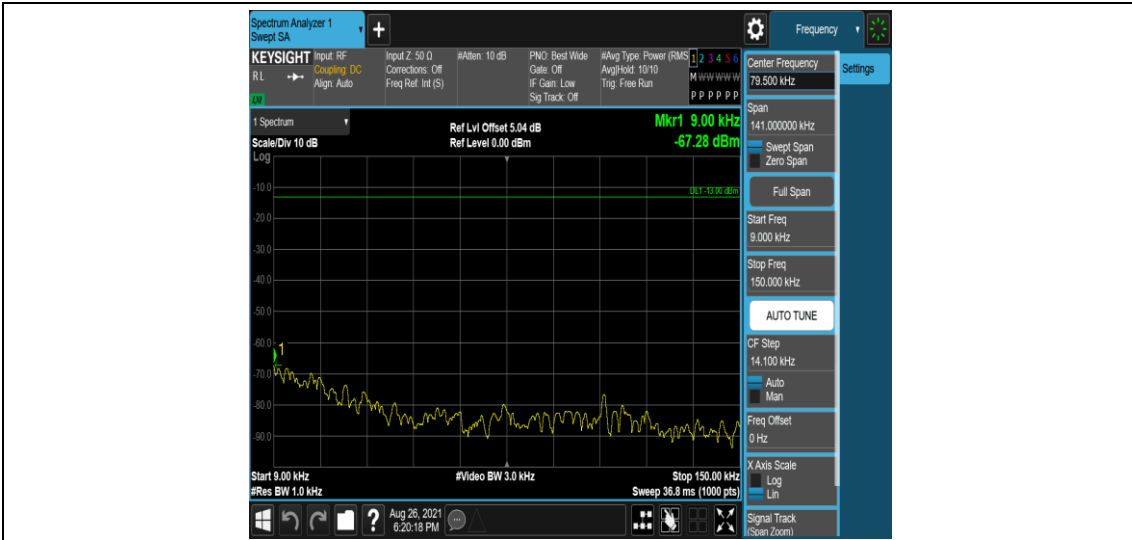 Spectrum Analyzer 1
Swept SA
+
Frequency
KEYSIGHT
RL
Input: RF
Coupling: DC
Align: Auto
Input Z: 50 Ω
Corrections: Off
Freq Ref: Int (S)
#Atten: 10 dB
PNO: Best Wide
Gate: Off
IF Gain: Low
Sig Track: Off
#Avg Type: Power (RMS
Avg|Hold: 10/10
Trig: Free Run
1 2 3 4 5 6
M W W W W W
P P P P P P
1 Spectrum
Scale/Div 10 dB
Ref Lvl Offset 5.04 dB
Ref Level 0.00 dBm
Mkr1 9.00 kHz
-67.28 dBm
Log
DL1 -13.00 dBm
-10.0
-20.0
-30.0
-40.0
-50.0
-60.0
1
-70.0
-80.0
-90.0
Start 9.00 kHz
#Res BW 1.0 kHz
#Video BW 3.0 kHz
Stop 150.00 kHz
Sweep 36.8 ms (1000 pts)
?
Aug 26, 2021
6:20:18 PM
Center Frequency
79.500 kHz
Settings
Span
141.000000 kHz
Swept Span
Zero Span
Full Span
Start Freq
9.000 kHz
Stop Freq
150.000 kHz
AUTO TUNE
CF Step
14.100 kHz
Auto
Man
Freq Offset
0 Hz
X Axis Scale
Log
Lin
Signal Track
(Span Zoom)